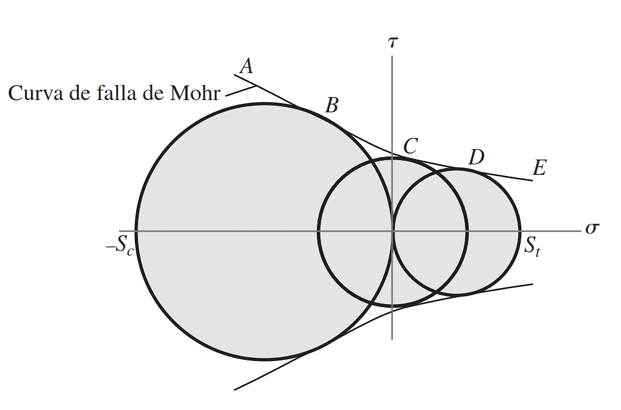 τ
A
Curva de falla de Mohr
B
C
D
E
σ
–Sc
St